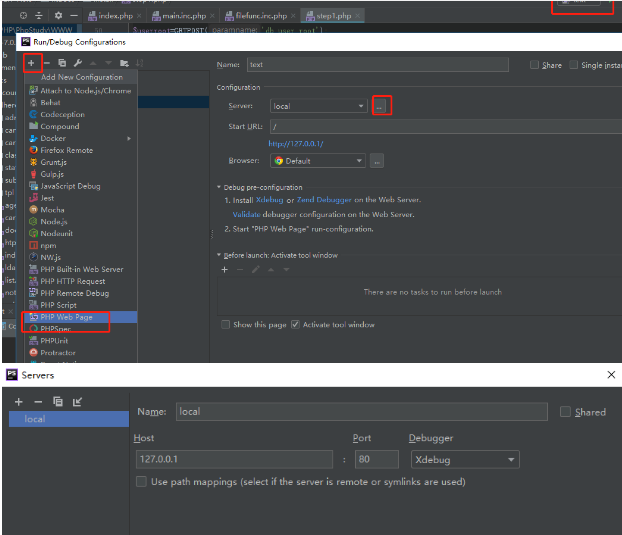 index.php
main.inc.php
filefunc.inc.php
step1.php
PHP\PhpStudy\WWW
Run/Debug Configurations
Add New Configuration
Attach to Node.js/Chrome
Behat
Codeception
Compound
Docker
Firefox Remote
Grunt.js
Gulp.js
JavaScript Debug
Jest
Mocha
Node.js
Nodeunit
npm
NW.js
PHP Built-in Web Server
PHP HTTP Request
PHP Remote Debug
PHP Script
PHP Web Page
PHPSpec
PHPUnit
Protractor
Name: text
Share
Single instan
Configuration
Server: local
...
Start URL: /
http://127.0.0.1/
Browser: Default
...
Debug pre-configuration
1. Install Xdebug or Zend Debugger on the Web Server.
Validate debugger configuration on the Web Server.
2. Start "PHP Web Page" run-configuration.
Before launch: Activate tool window
There are no tasks to run before launch
Show this page
Activate tool window
Servers
local
Name: local
Shared
Host
Port
Debugger
127.0.0.1 : 80
Xdebug
Use path mappings (select if the server is remote or symlinks are used)